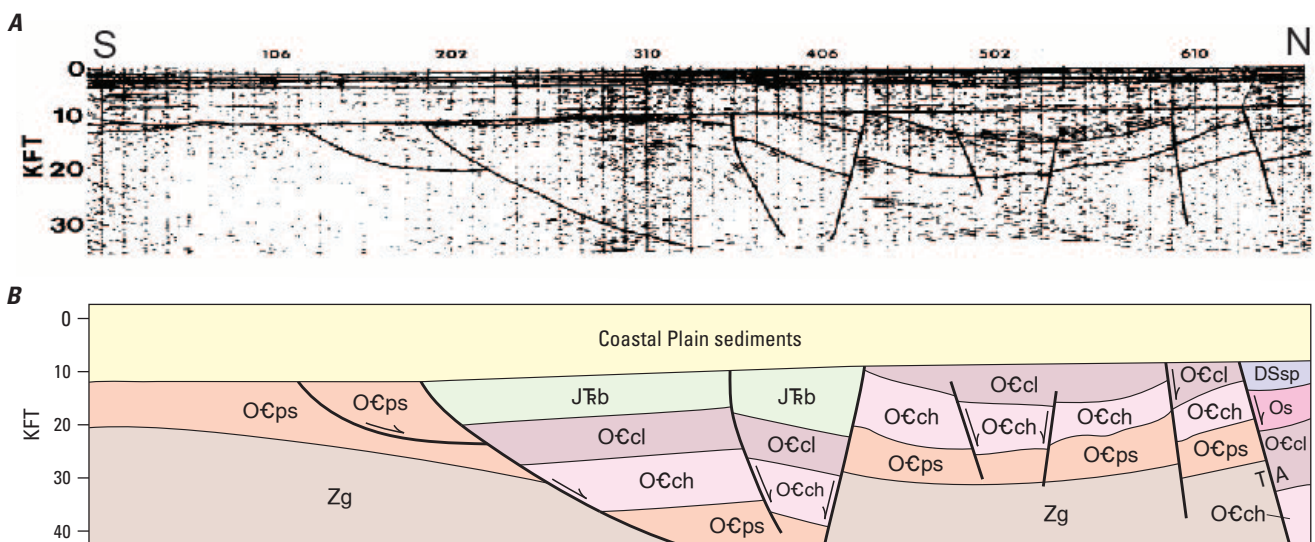 A
S 106 202 310 406 502 610 N
0
10
20
30
KFT
B
0
10
20
30
40
KFT
Coastal Plain sediments
O€ps
O€ps
JTRb
JTRb
O€cl
O€cl
DSsp
O€ch
O€ch
O€ch
O€ch
Os
O€cl
O€cl
O€cl
O€ps
O€ps
O€ps
O€ch
O€ch
T A
Zg
O€ps
Zg
O€ch